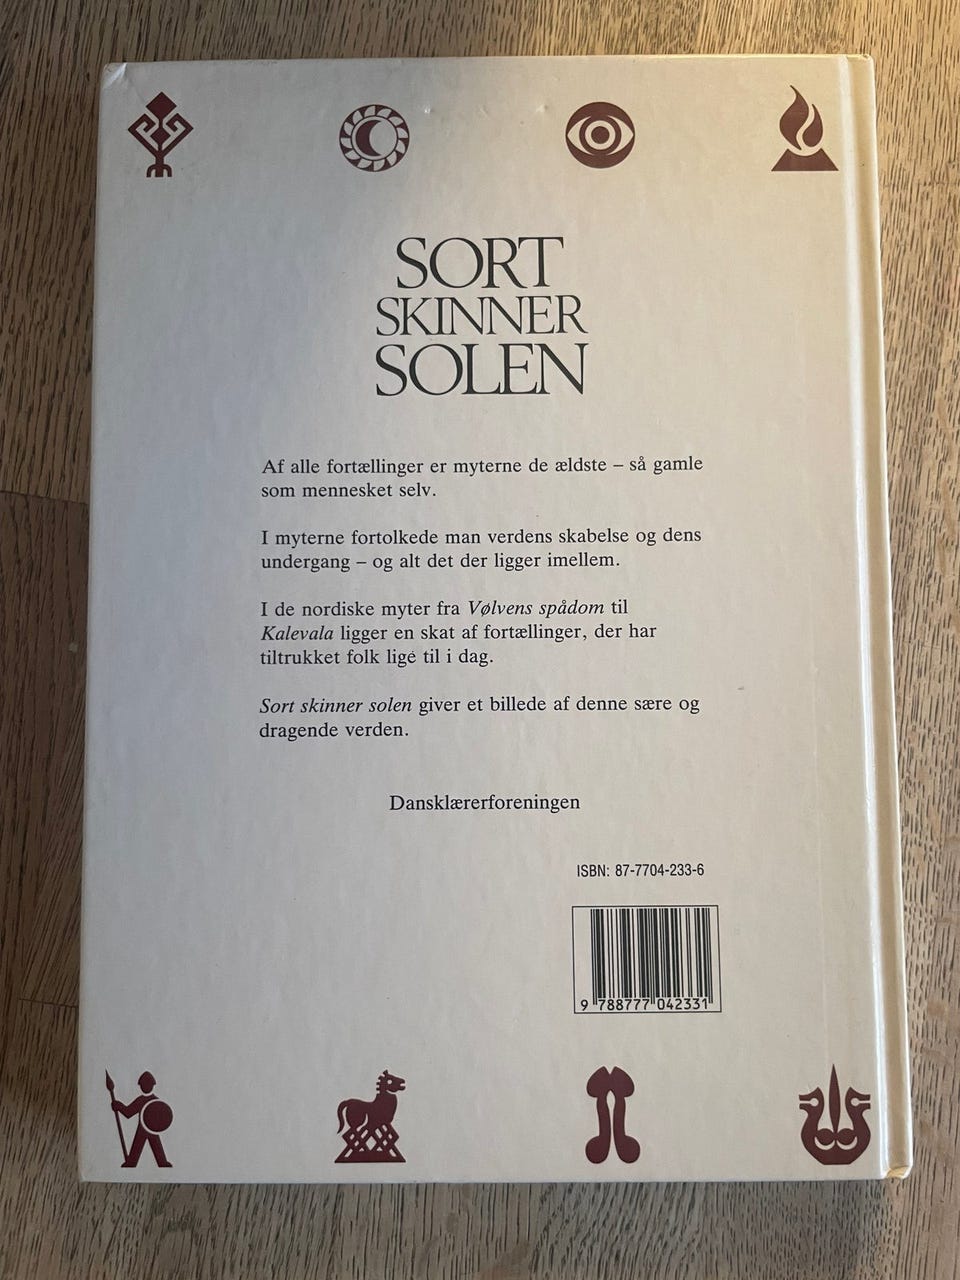 SORT
SKINNER
SOLEN
Af alle fortællinger er myterne de ældste – så gamle
som mennesket selv.
I myterne fortolkede man verdens skabelse og dens
undergang – og alt det der ligger imellem.
I de nordiske myter fra Vølvens spådom til
Kalevala ligger en skat af fortællinger, der har
tiltrukket folk lige til i dag.
Sort skinner solen giver et billede af denne sære og
dragende verden.
Dansklærerforeningen
ISBN: 87-7704-233-6
9 788777 042331